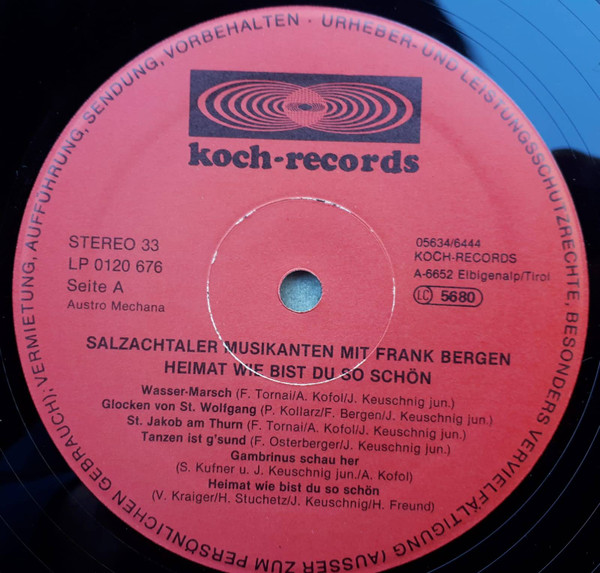 URHEBER- UND LEISTUNGSSCHUTZRECHTE, BESONDERS VERVIELFÄLTIGUNG (AUSSER ZUM PERSÖNLICHEN GEBRAUCH), VERMIETUNG, AUFFÜHRUNG, SENDUNG, VORBEHALTEN ·
koch-records
STEREO 33
LP 0120 676
Seite A
Austro Mechana
05634/6444
KOCH-RECORDS
A-6652 Elbigenalp/Tirol
LC 5680
SALZACHTALER MUSIKANTEN MIT FRANK BERGEN
HEIMAT WIE BIST DU SO SCHÖN
Wasser-Marsch (F. Tornai/A. Kofol/J. Keuschnig jun.)
Glocken von St. Wolfgang (P. Kollarz/F. Bergen/J. Keuschnig jun.)
St. Jakob am Thurn (F. Tornai/A. Kofol/J. Keuschnig jun.)
Tanzen ist g'sund (F. Osterberger/J. Keuschnig jun.)
Gambrinus schau her
(S. Kufner u. J. Keuschnig jun./A. Kofol)
Heimat wie bist du so schön
(V. Kraiger/H. Stuchetz/J. Keuschnig/H. Freund)